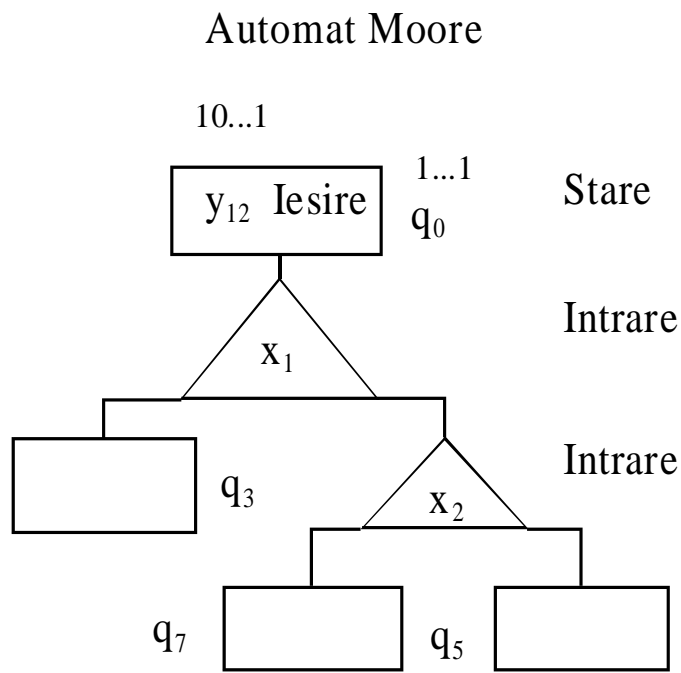 Automat Moore
10...1
1...1
Stare
y₁₂ Iesire
q₀
Intrare
x₁
Intrare
q₃
x₂
q₇
q₅